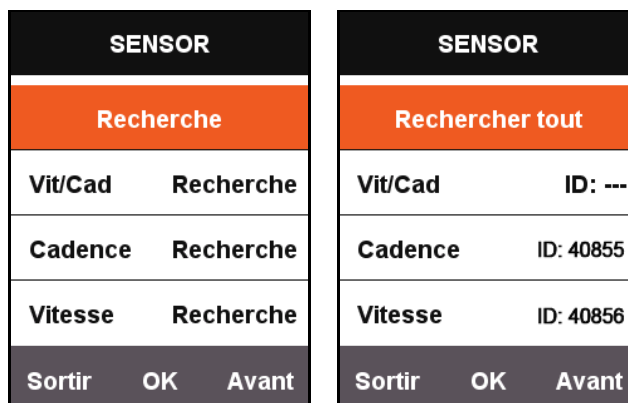 SENSOR
Recherche
Vit/Cad Recherche
Cadence Recherche
Vitesse Recherche
Sortir OK Avant
SENSOR
Rechercher tout
Vit/Cad ID: ---
Cadence ID: 40855
Vitesse ID: 40856
Sortir OK Avant